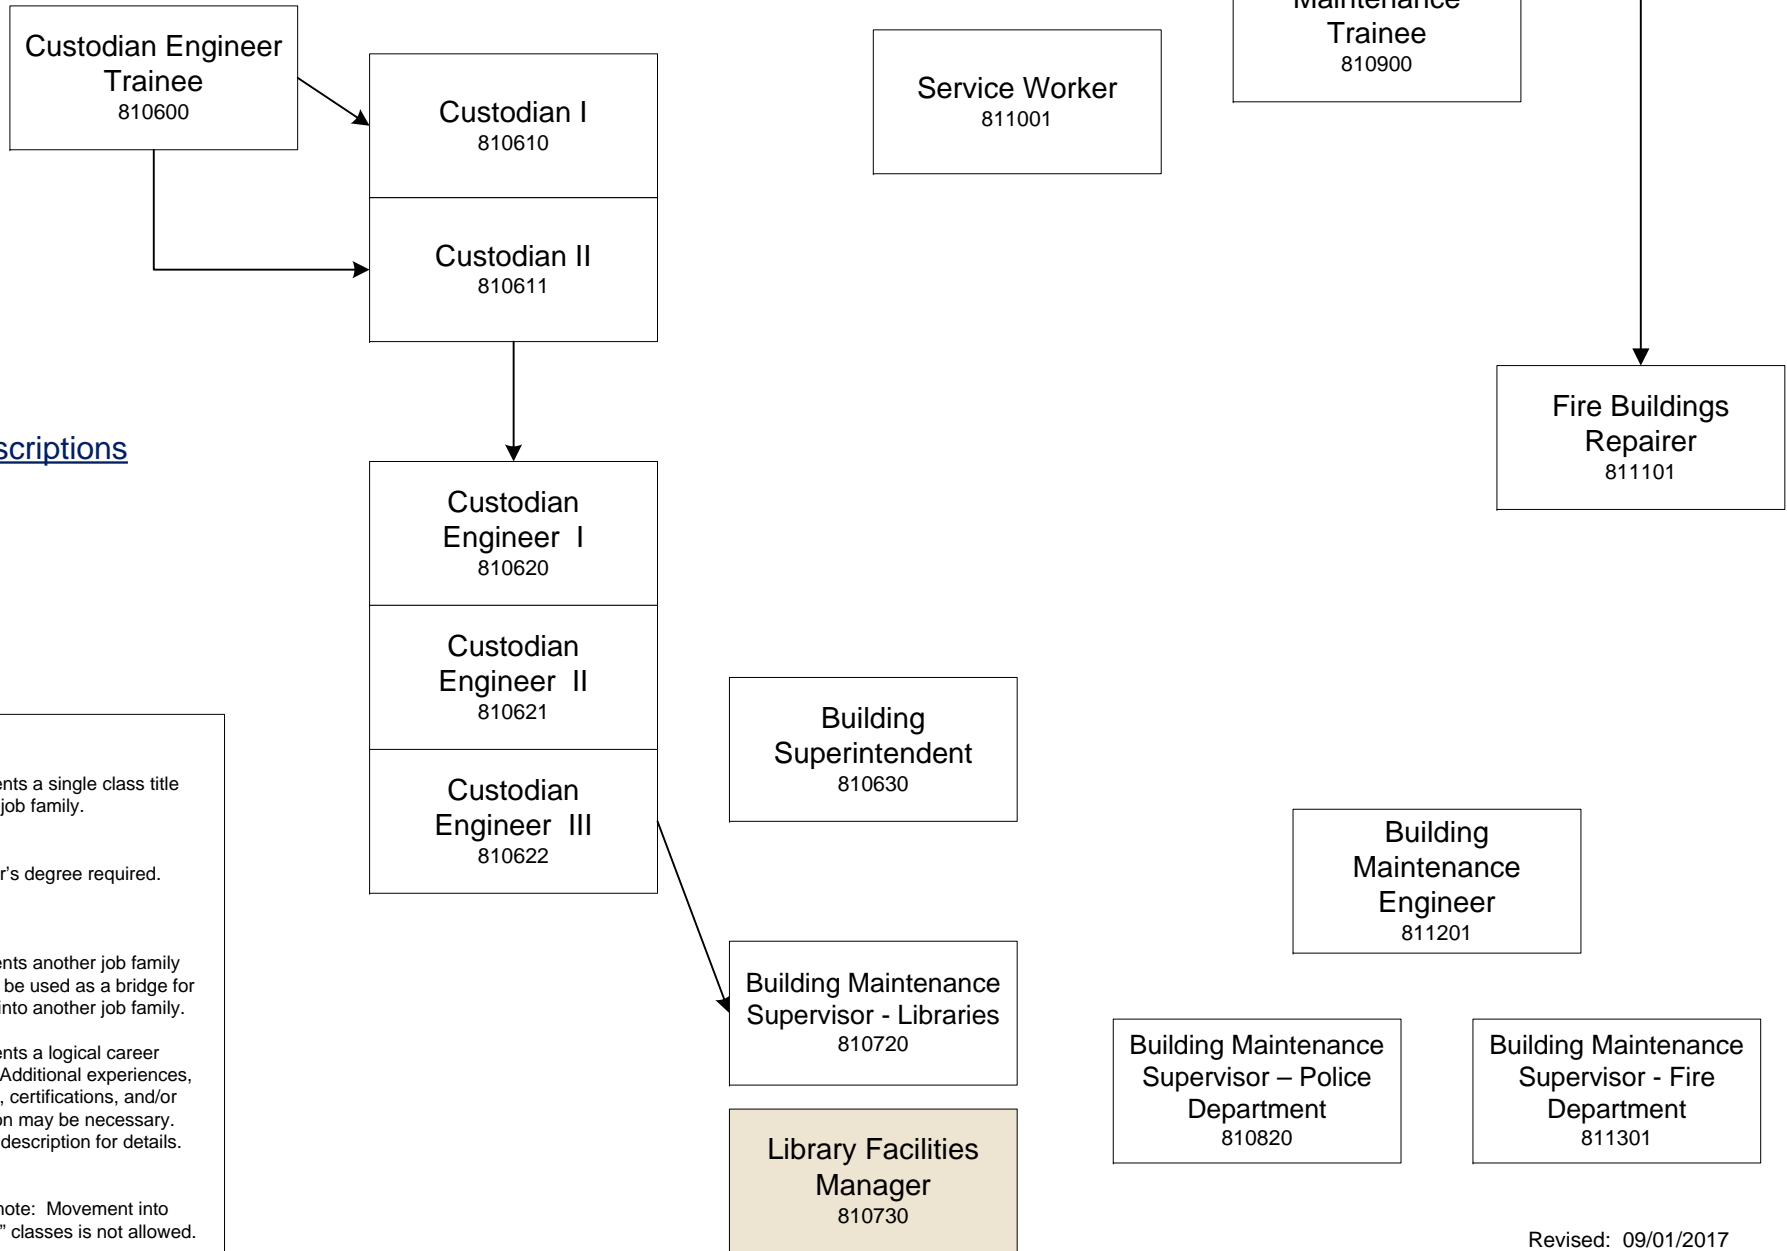 Custodian Engineer
Trainee
810600
Custodian I
810610
Custodian II
810611
Service Worker
811001
Maintenance
Trainee
810900
Fire Buildings
Repairer
811101
scriptions
Custodian
Engineer I
810620
Custodian
Engineer II
810621
Custodian
Engineer III
810622
Building
Superintendent
810630
Building
Maintenance
Engineer
811201
Building Maintenance
Supervisor - Libraries
810720
Building Maintenance
Supervisor – Police
Department
810820
Building Maintenance
Supervisor - Fire
Department
811301
Library Facilities
Manager
810730
ents a single class title
job family.
r’s degree required.
ents another job family
be used as a bridge for
into another job family.
ents a logical career
Additional experiences,
, certifications, and/or
on may be necessary.
description for details.
note: Movement into
” classes is not allowed.
Revised: 09/01/2017